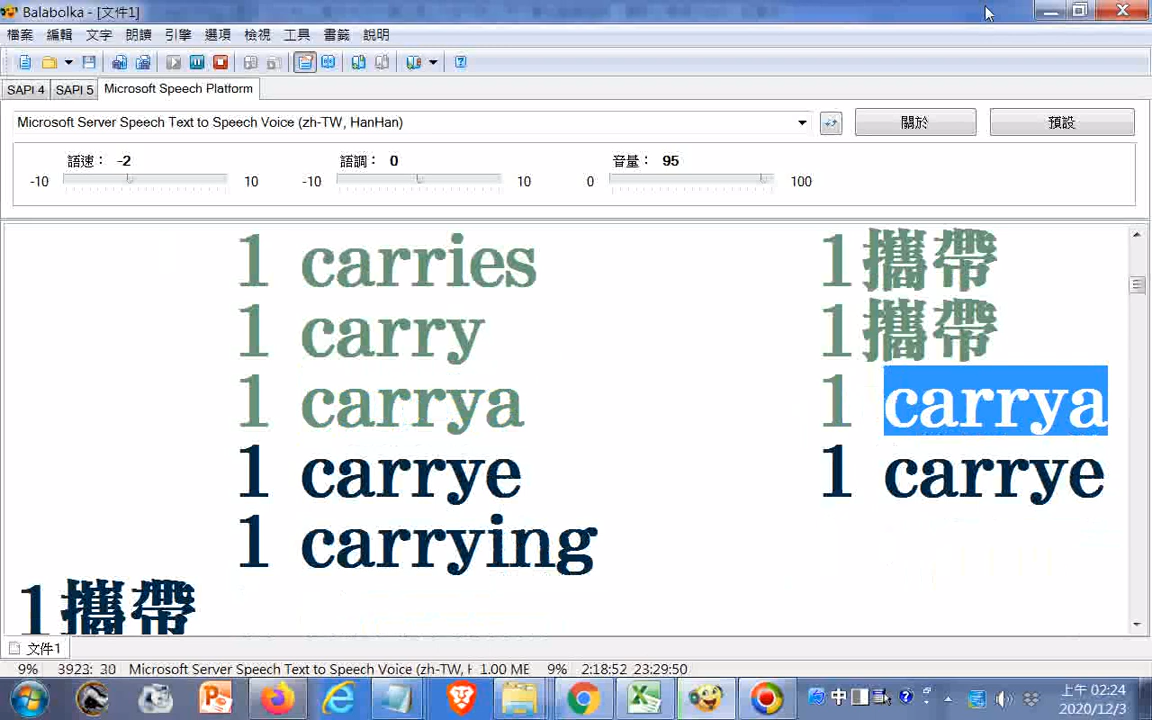 Balabolka - [文件1]
檔案 編輯 文字 朗讀 引擎 選項 檢視 工具 書籤 說明
SAPI 4 SAPI 5 Microsoft Speech Platform
Microsoft Server Speech Text to Speech Voice (zh-TW, HanHan) 關於 預設
語速: -2 語調: 0 音量: 95
-10 10 -10 10 0 100
1 carries 1攜帶
1 carry 1攜帶
1 carrya 1 carrya
1 carrye 1 carrye
1 carrying
1攜帶
文件1
9% 3923: 30 Microsoft Server Speech Text to Speech Voice (zh-TW, H 1.00 ME 9% 2:18:52 23:29:50
中 上午 02:24
2020/12/3